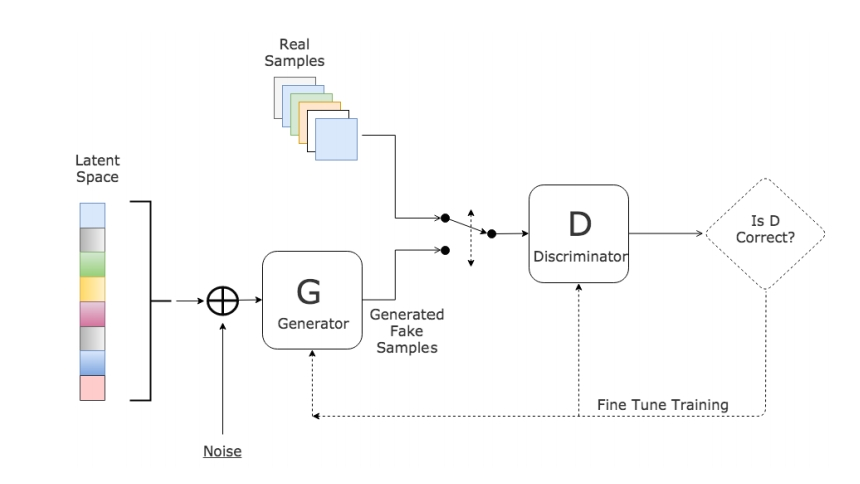 Real
Samples
Latent
Space
G
Generator
Noise
Generated
Fake
Samples
D
Discriminator
Is D
Correct?
Fine Tune Training